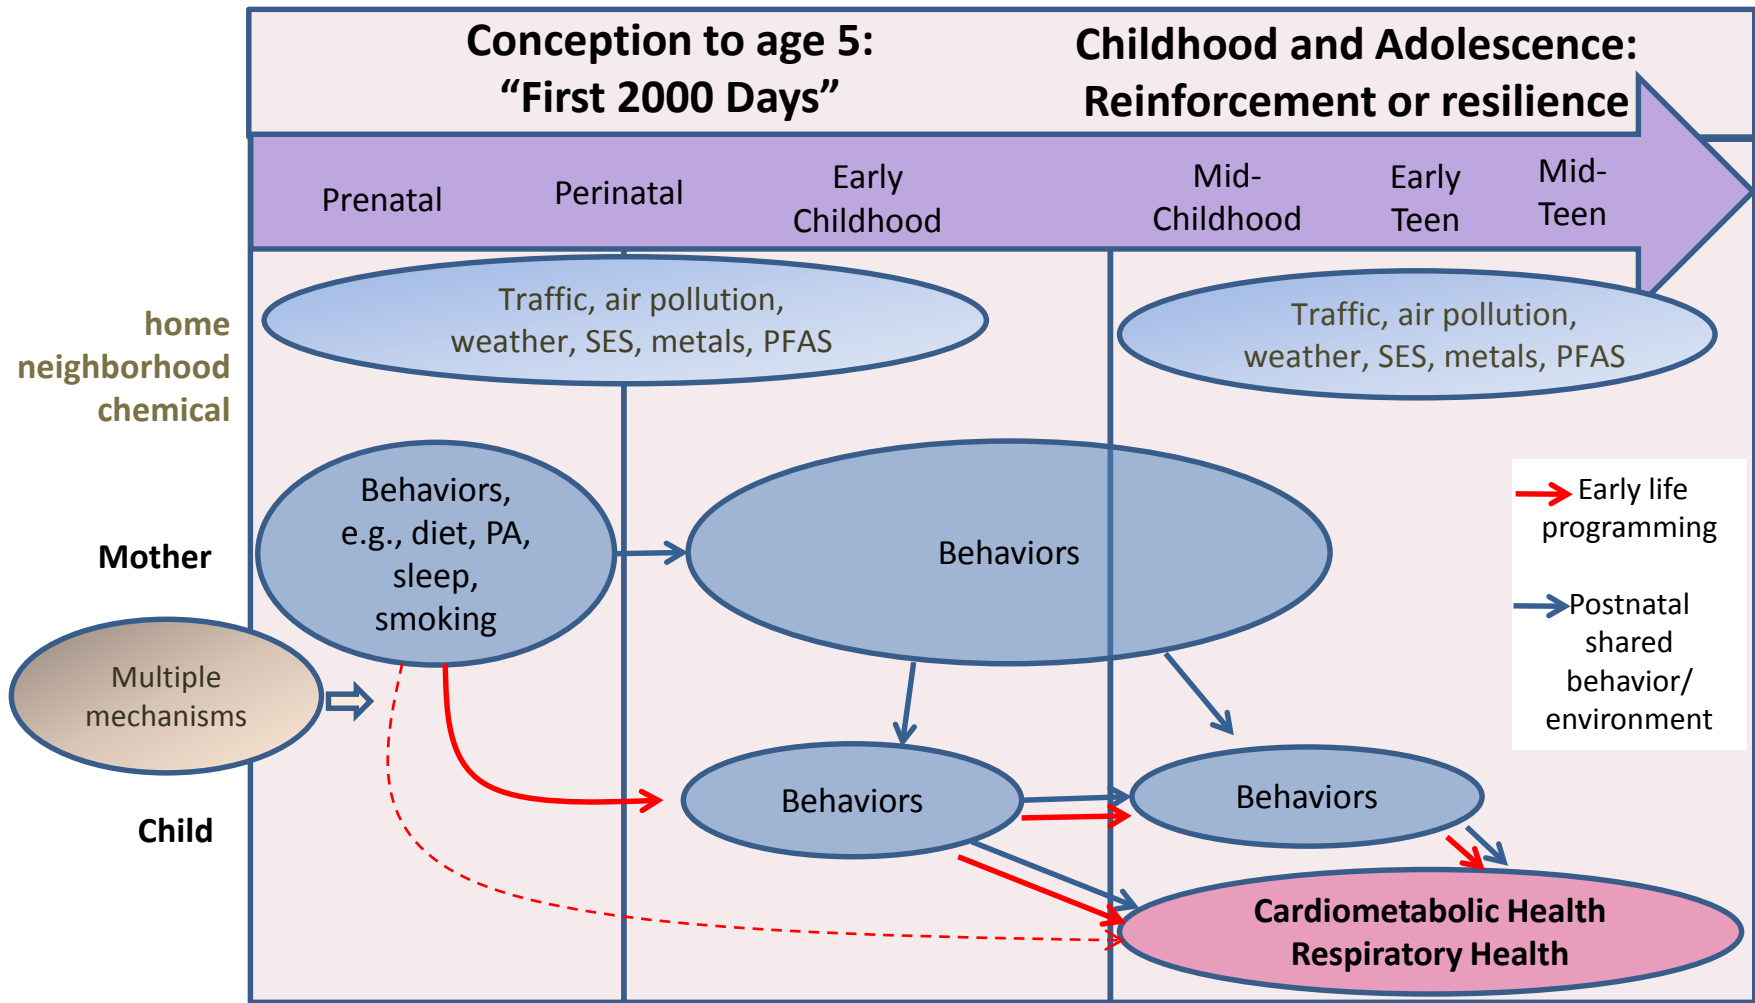 Conception to age 5:
“First 2000 Days”
Childhood and Adolescence:
Reinforcement or resilience
Prenatal
Perinatal
Early
Childhood
Mid-
Childhood
Early
Teen
Mid-
Teen
home
neighborhood
chemical
Traffic, air pollution,
weather, SES, metals, PFAS
Traffic, air pollution,
weather, SES, metals, PFAS
Mother
Behaviors,
e.g., diet, PA,
sleep,
smoking
Behaviors
Early life
programming
Postnatal
shared
behavior/
environment
Multiple
mechanisms
Child
Behaviors
Behaviors
Cardiometabolic Health
Respiratory Health